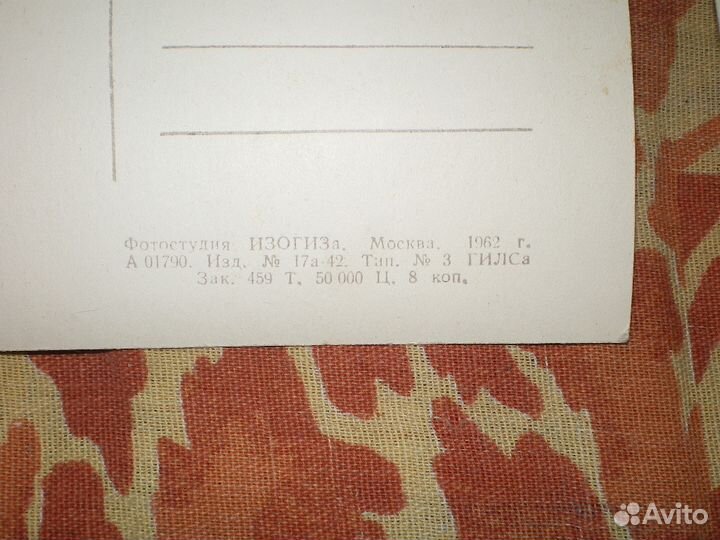 Фотостудия ИЗОГИЗа. Москва. 1962 г.
А 01790. Изд. № 17а-42. Тип. № 3 ГИЛСа
Зак. 459 Т. 50 000 Ц. 8 коп.
Avito